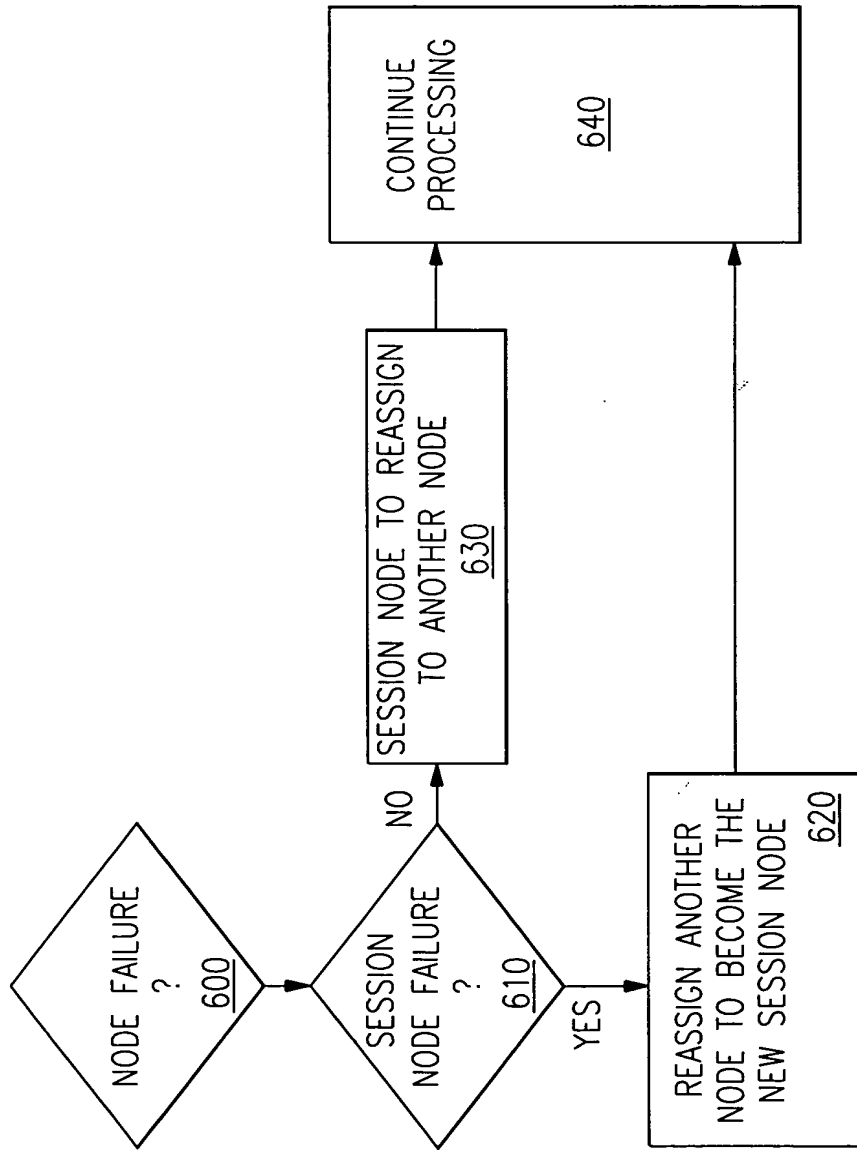 NODE FAILURE
?
600
SESSION
NODE FAILURE
?
610
NO
YES
SESSION NODE TO REASSIGN
TO ANOTHER NODE
630
REASSIGN ANOTHER
NODE TO BECOME THE
NEW SESSION NODE
620
CONTINUE
PROCESSING
640